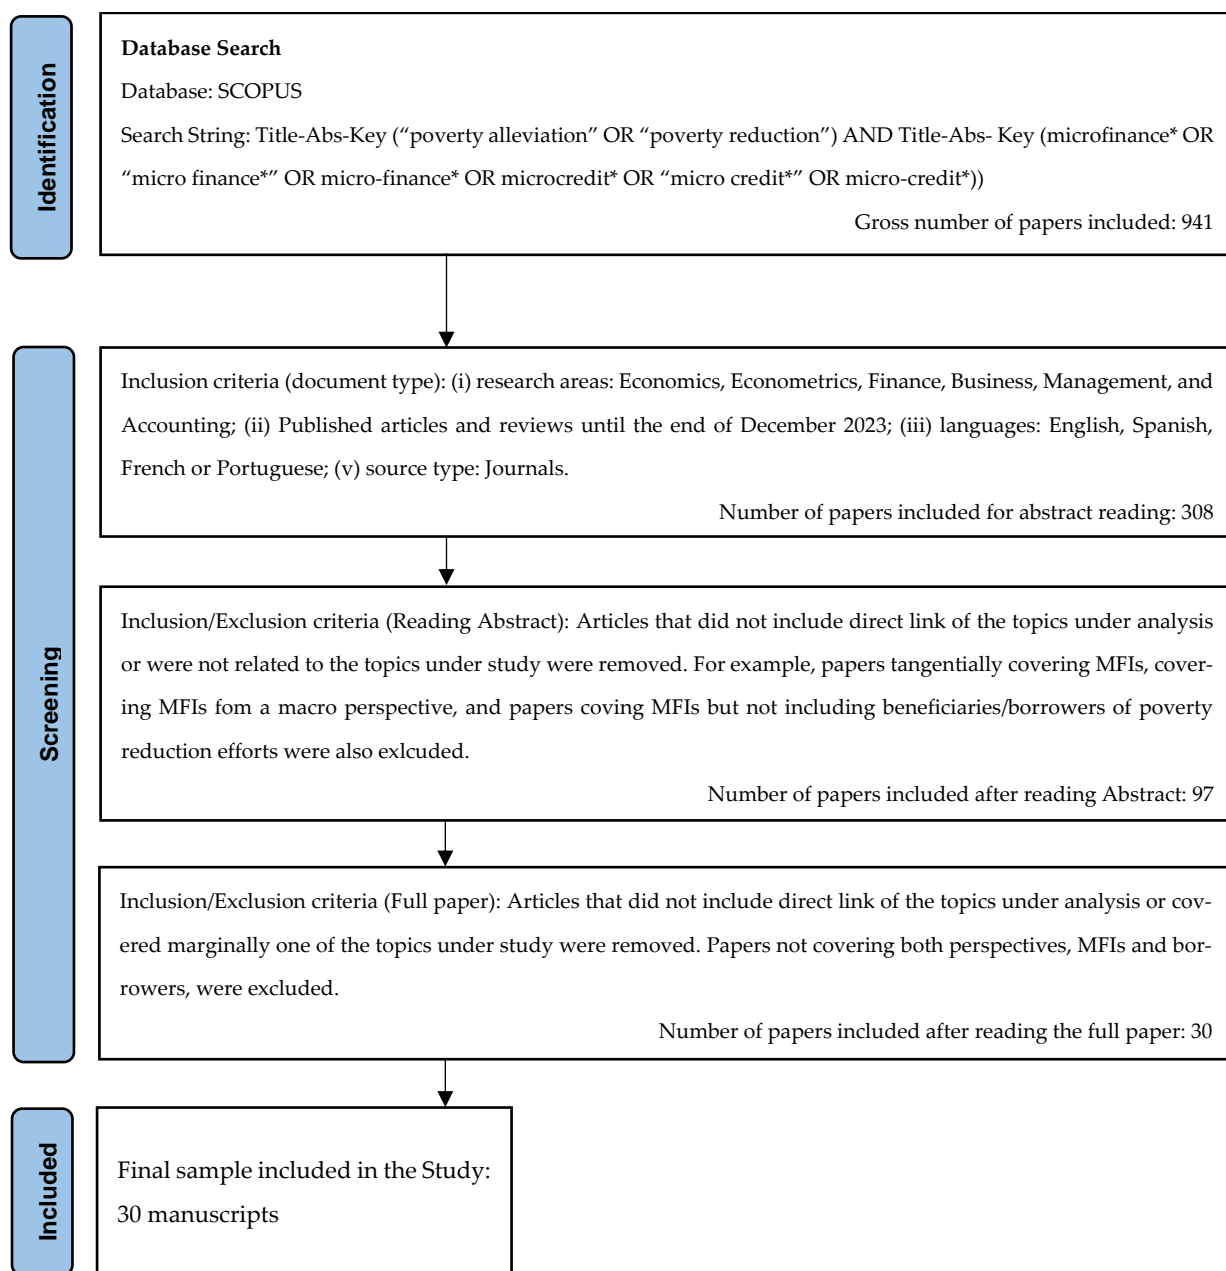 Identification
Database Search
Database: SCOPUS
Search String: Title-Abs-Key (“poverty alleviation” OR “poverty reduction”) AND Title-Abs- Key (microfinance* OR
“micro finance*” OR micro-finance* OR microcredit* OR “micro credit*” OR micro-credit*))
Gross number of papers included: 941
Screening
Inclusion criteria (document type): (i) research areas: Economics, Econometrics, Finance, Business, Management, and
Accounting; (ii) Published articles and reviews until the end of December 2023; (iii) languages: English, Spanish,
French or Portuguese; (v) source type: Journals.
Number of papers included for abstract reading: 308
Inclusion/Exclusion criteria (Reading Abstract): Articles that did not include direct link of the topics under analysis
or were not related to the topics under study were removed. For example, papers tangentially covering MFIs, cover-
ing MFIs fom a macro perspective, and papers coving MFIs but not including beneficiaries/borrowers of poverty
reduction efforts were also exlcuded.
Number of papers included after reading Abstract: 97
Inclusion/Exclusion criteria (Full paper): Articles that did not include direct link of the topics under analysis or cov-
ered marginally one of the topics under study were removed. Papers not covering both perspectives, MFIs and bor-
rowers, were excluded.
Number of papers included after reading the full paper: 30
Included
Final sample included in the Study:
30 manuscripts